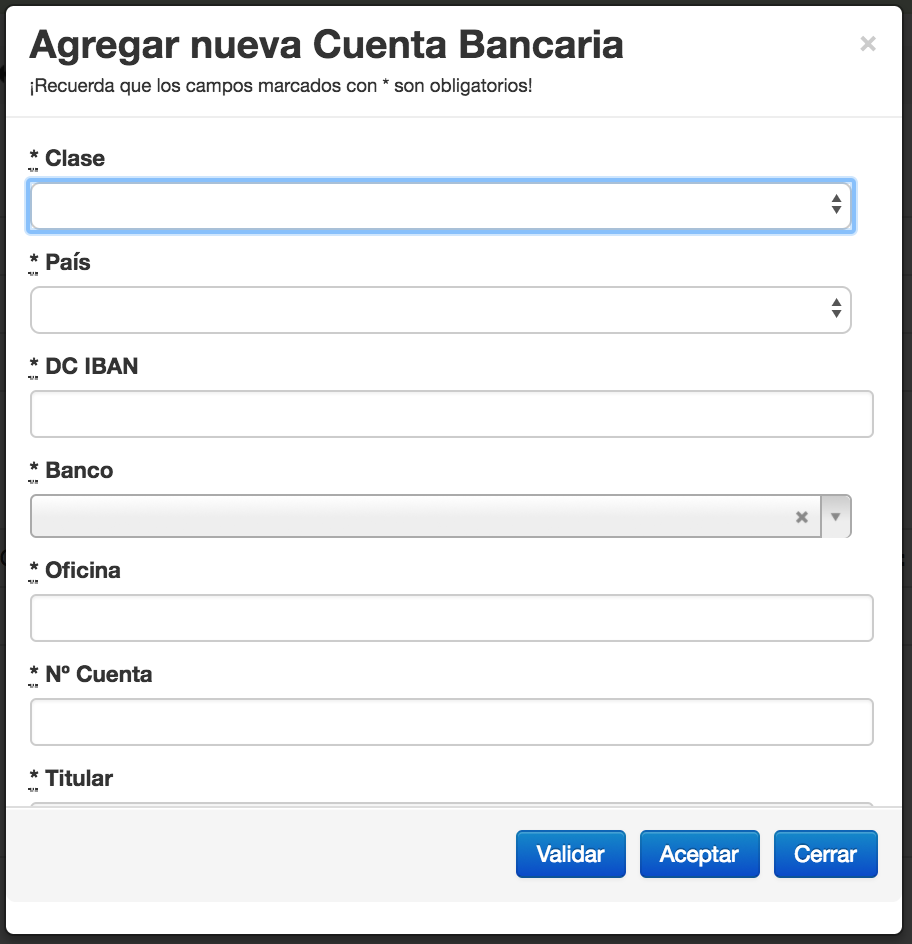 Agregar nueva Cuenta Bancaria
¡Recuerda que los campos marcados con * son obligatorios!
* Clase
* País
* DC IBAN
* Banco
* Oficina
* Nº Cuenta
* Titular
Validar
Aceptar
Cerrar